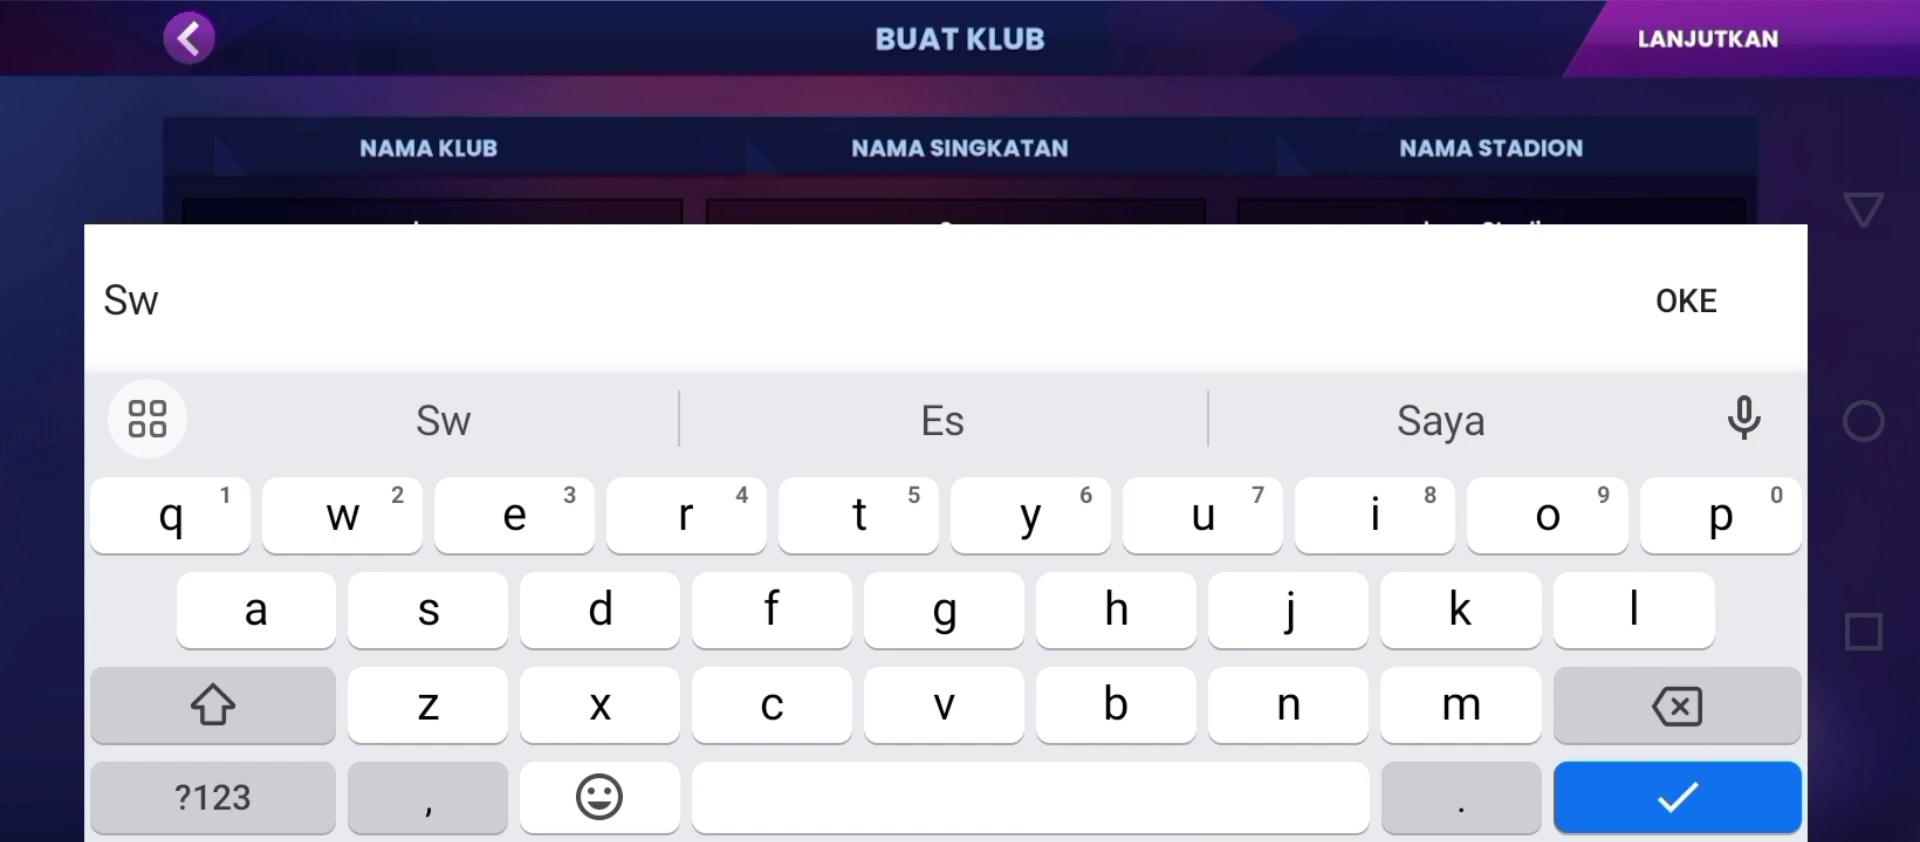 BUAT KLUB
LANJUTKAN
NAMA KLUB NAMA SINGKATAN NAMA STADION
Sw
OKE
Sw Es Saya
q 1 w 2 e 3 r 4 t 5 y 6 u 7 i 8 o 9 p 0
a s d f g h j k l
z x c v b n m
?123 , .